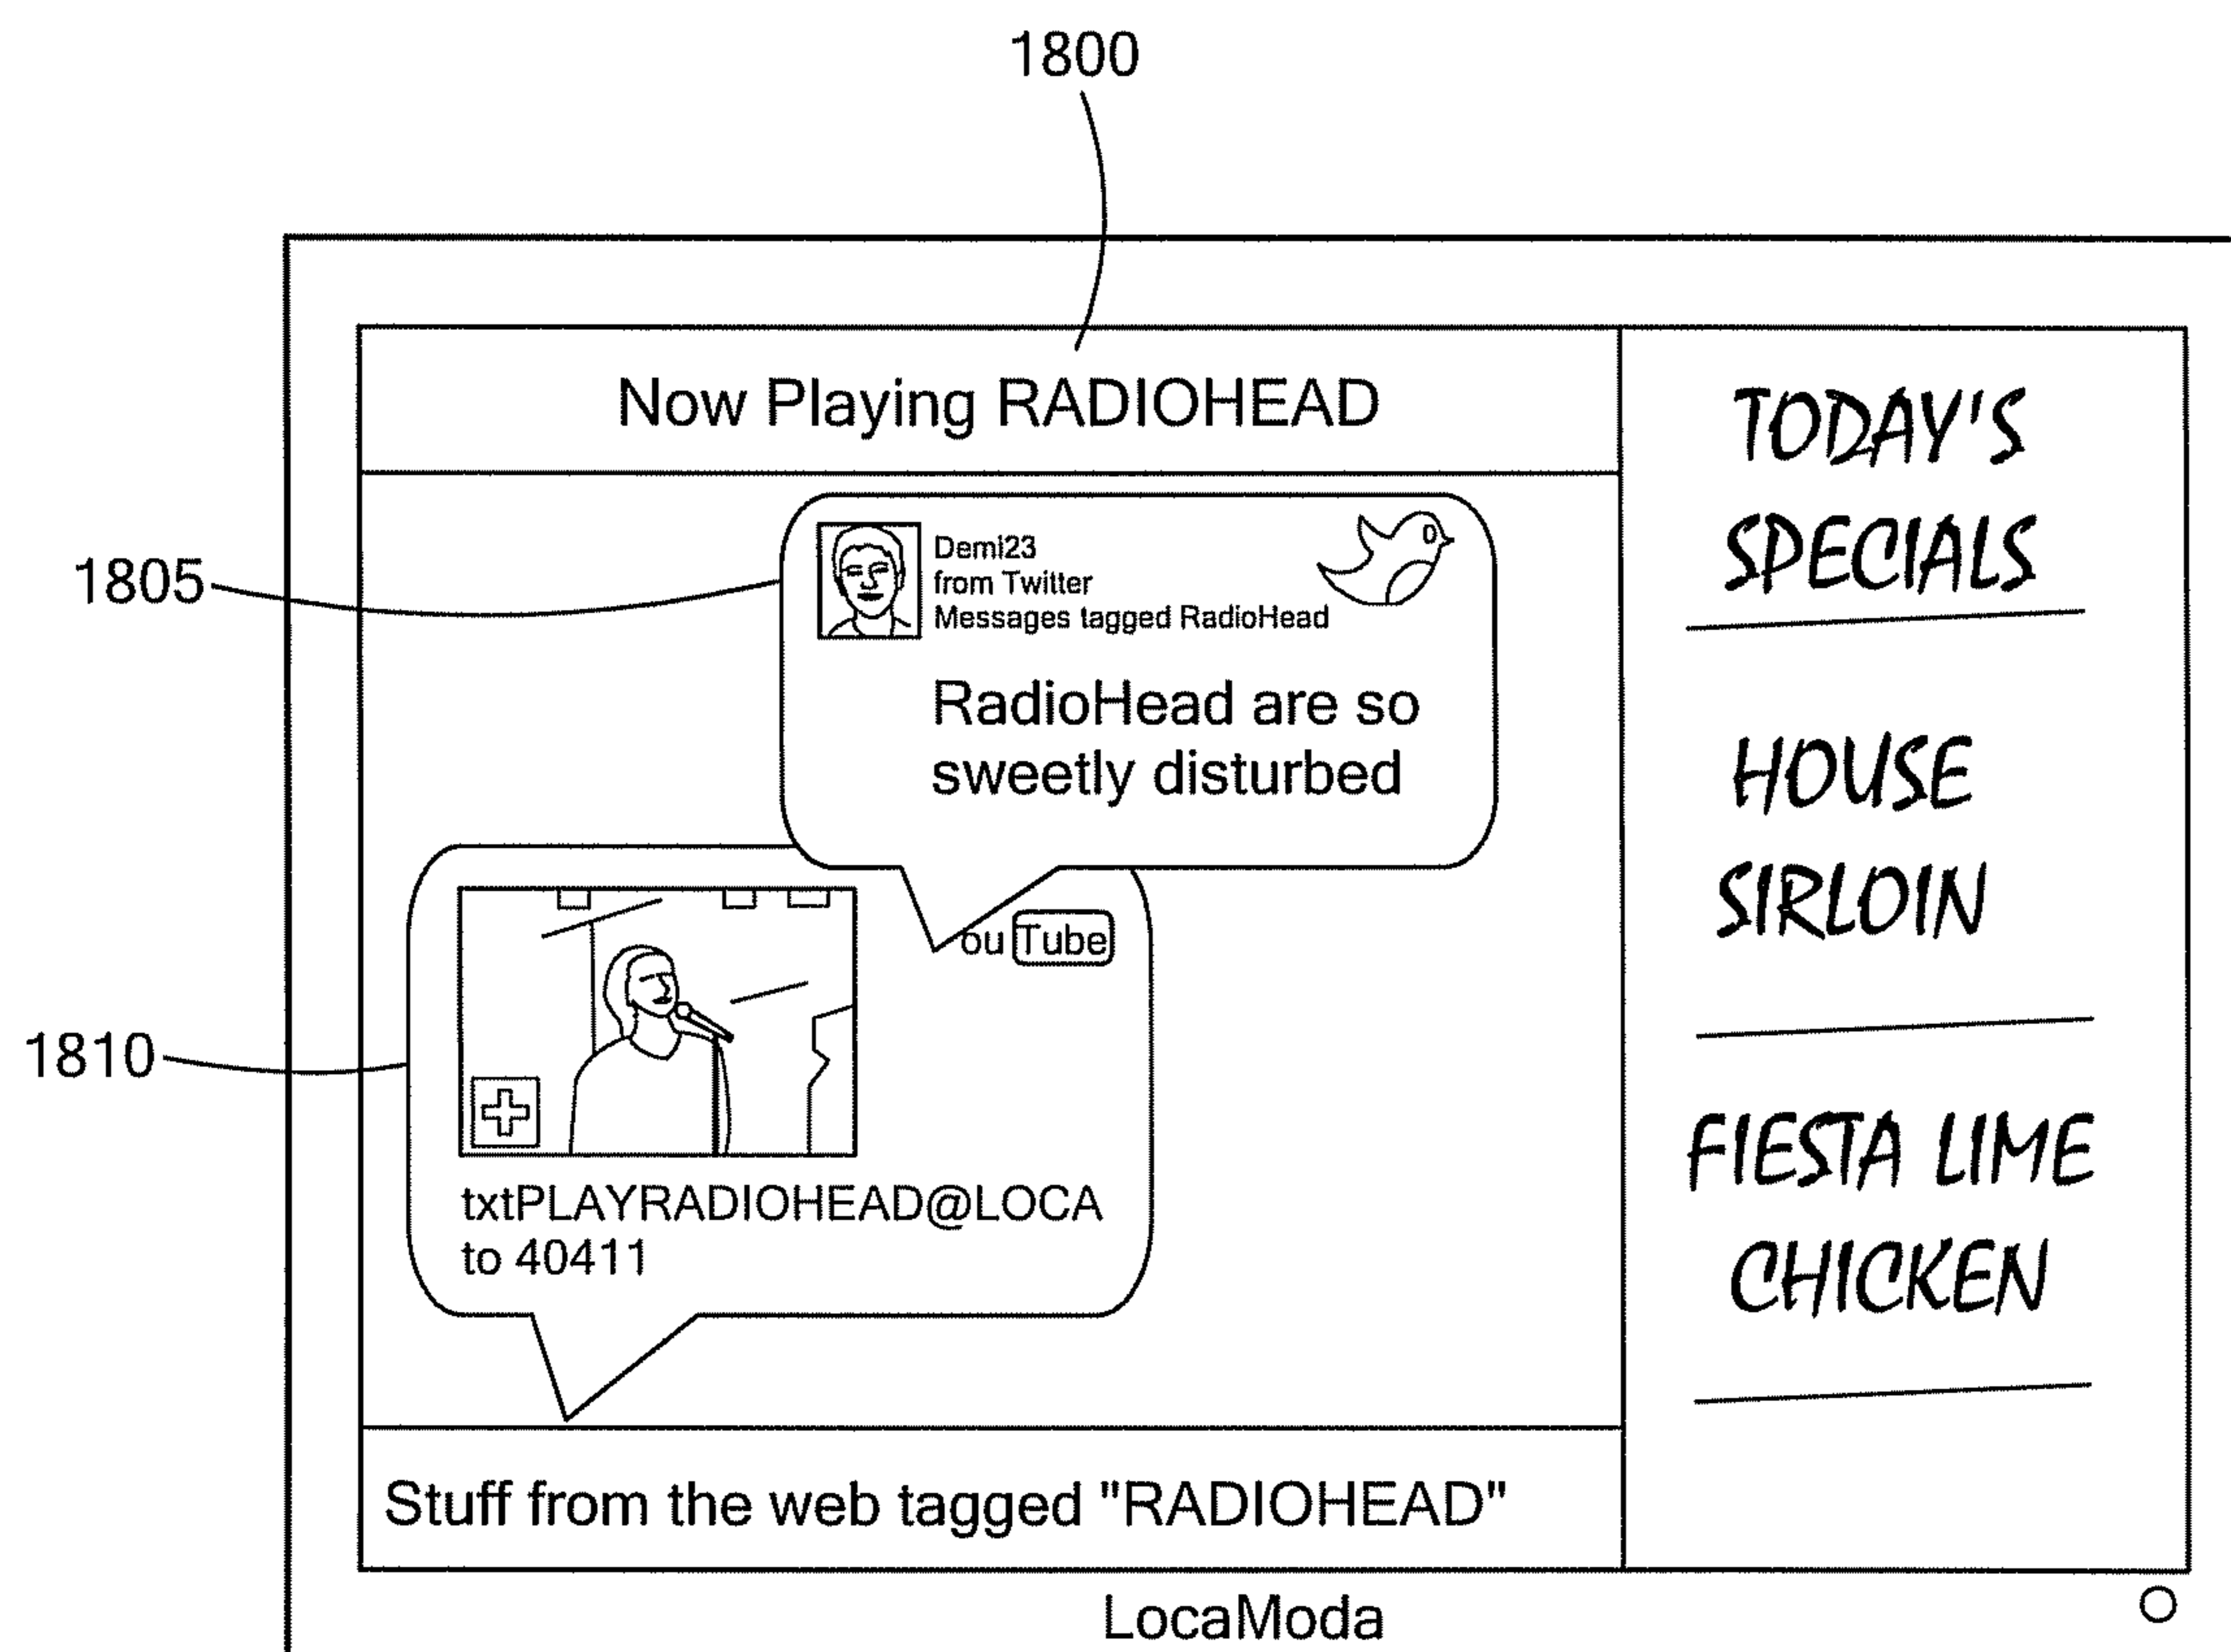 1800
Now Playing RADIOHEAD
1805
Demi23
from Twitter
Messages tagged RadioHead
RadioHead are so
sweetly disturbed
1810
ou Tube
txtPLAYRADIOHEAD@LOCA
to 40411
Stuff from the web tagged "RADIOHEAD"
TODAY'S
SPECIALS
HOUSE
SIRLOIN
FIESTA LIME
CHICKEN
LocaModa